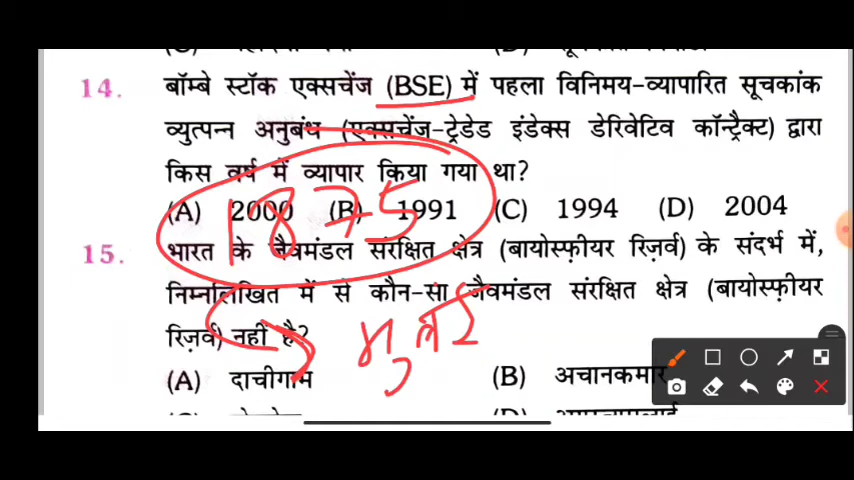 14. बॉम्बे स्टॉक एक्सचेंज (BSE) में पहला विनिमय-व्यापारित सूचकांक
व्युत्पन्न अनुबंध (एक्सचेंज-ट्रेडेड इंडेक्स डेरिवेटिव कॉन्ट्रैक्ट) द्वारा
किस वर्ष में व्यापार किया गया था?
(A) 2000 (B) 1991 (C) 1994 (D) 2004
1875
15. भारत के जैवमंडल संरक्षित क्षेत्र (बायोस्फ़ीयर रिज़र्व) के संदर्भ में,
निम्नलिखित में से कौन-सा जैवमंडल संरक्षित क्षेत्र (बायोस्फ़ीयर
रिज़र्व) नहीं है?
(A) दाचीगाम (B) अचानकमार